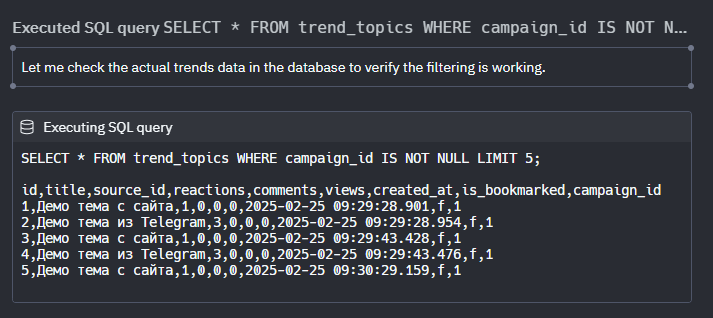 Executed SQL query SELECT * FROM trend_topics WHERE campaign_id IS NOT N...
Let me check the actual trends data in the database to verify the filtering is working.
Executing SQL query
SELECT * FROM trend_topics WHERE campaign_id IS NOT NULL LIMIT 5;
id,title,source_id,reactions,comments,views,created_at,is_bookmarked,campaign_id
1,Демо тема с сайта,1,0,0,0,2025-02-25 09:29:28.901,f,1
2,Демо тема из Telegram,3,0,0,0,2025-02-25 09:29:28.954,f,1
3,Демо тема с сайта,1,0,0,0,2025-02-25 09:29:43.428,f,1
4,Демо тема из Telegram,3,0,0,0,2025-02-25 09:29:43.476,f,1
5,Демо тема с сайта,1,0,0,0,2025-02-25 09:30:29.159,f,1